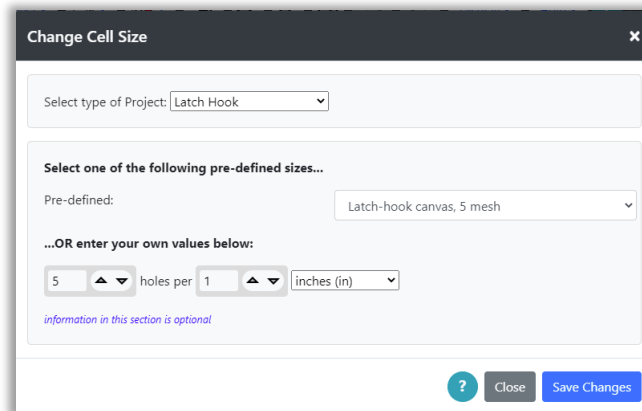 Change Cell Size ×
Select type of Project: Latch Hook
Select one of the following pre-defined sizes...
Pre-defined: Latch-hook canvas, 5 mesh
...OR enter your own values below:
5 holes per 1 inches (in)
information in this section is optional
? Close Save Changes